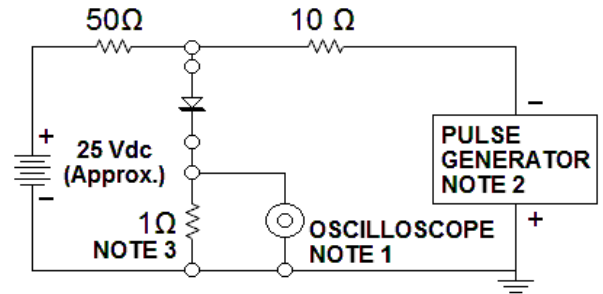 50Ω
10 Ω
+
25 Vdc
(Approx.)
−
−
PULSE
GENERATOR
NOTE 2
+
1Ω
NOTE 3
OSCILLOSCOPE
NOTE 1